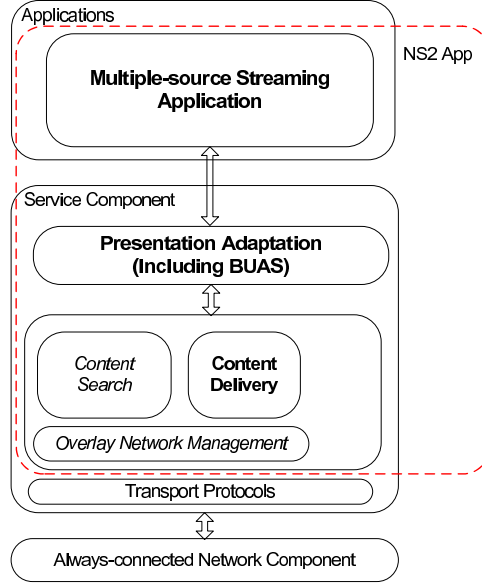 Applications
NS2 App
Multiple-source Streaming
Application
Service Component
Presentation Adaptation
(Including BUAS)
Content
Search
Content
Delivery
Overlay Network Management
Transport Protocols
Always-connected Network Component